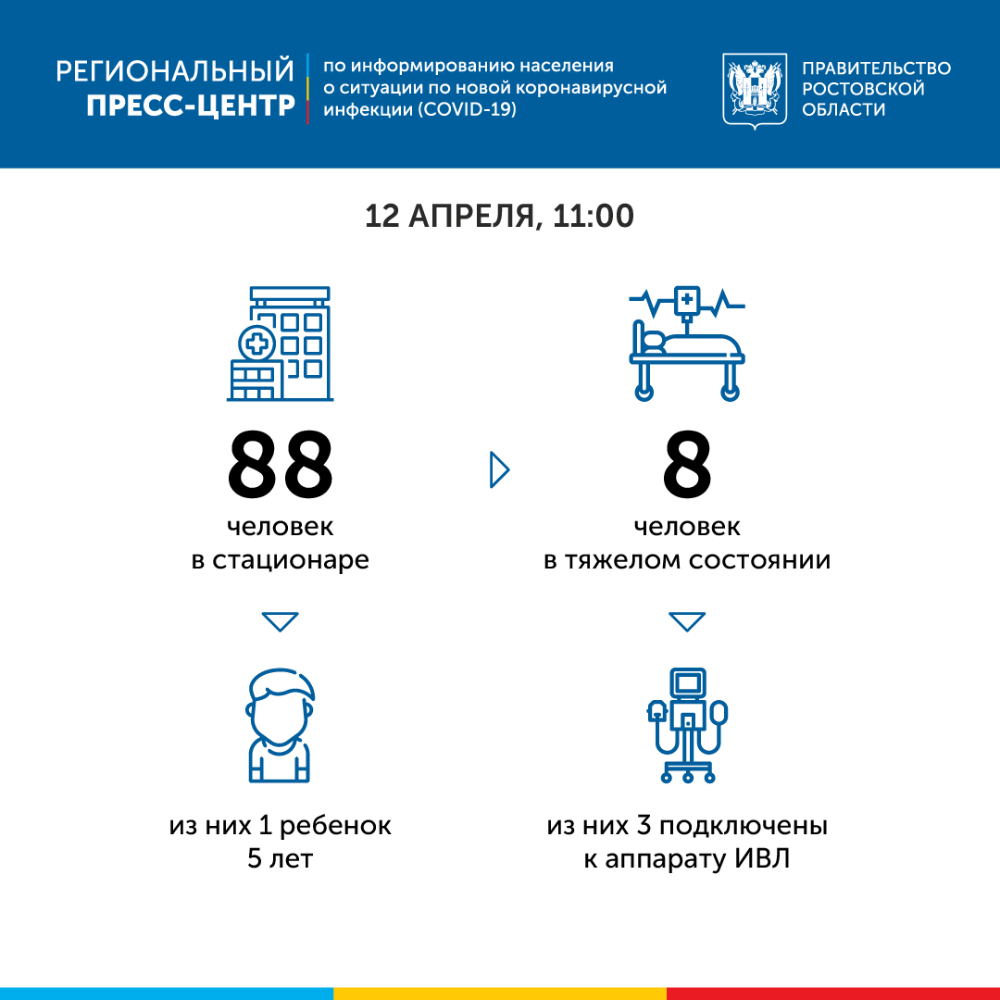 РЕГИОНАЛЬНЫЙ
ПРЕСС-ЦЕНТР
по информированию населения
о ситуации по новой коронавирусной
инфекции (COVID-19)
ПРАВИТЕЛЬСТВО
РОСТОВСКОЙ
ОБЛАСТИ
12 АПРЕЛЯ, 11:00
88
человек
в стационаре
8
человек
в тяжелом состоянии
из них 1 ребенок
5 лет
из них 3 подключены
к аппарату ИВЛ